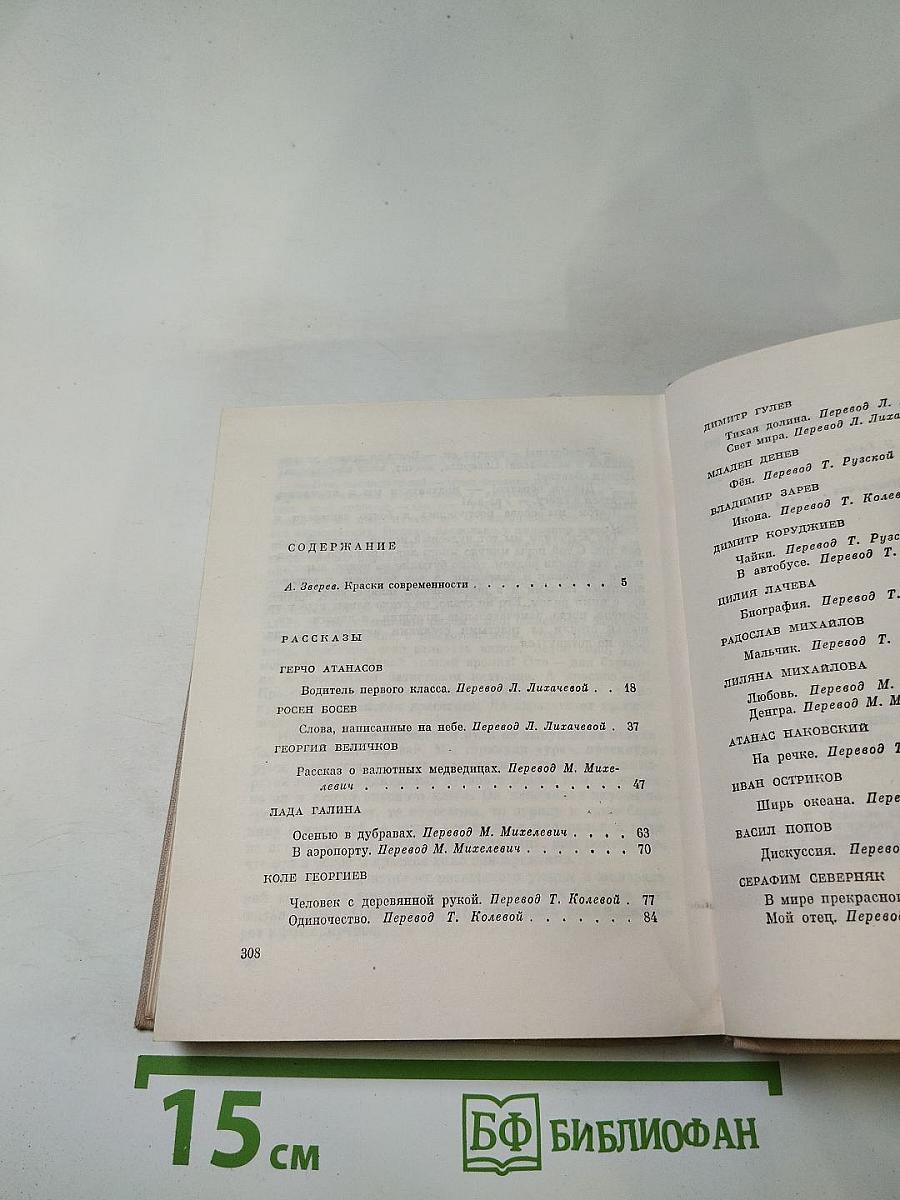 СОДЕРЖАНИЕ
А. Зверев. Краски современности . . . . . . . . . . 5
РАССКАЗЫ
ГЕРЧО АТАНАСОВ
Водитель первого класса. Перевод Л. Лихачевой . . 18
РОСЕН БОСЕВ
Слова, написанные на небе. Перевод Л. Лихачевой . 37
ГЕОРГИЙ ВЕЛИЧКОВ
Рассказ о валютных медведицах. Перевод М. Михе-
левич . . . . . . . . . . . . . . . . 47
ЛАДА ГАЛИНА
Осенью в дубравах. Перевод М. Михелевич . . . . 63
В аэропорту. Перевод М. Михелевич . . . . . . . 70
КОЛЕ ГЕОРГИЕВ
Человек с деревянной рукой. Перевод Т. Колевой . 77
Одиночество. Перевод Т. Колевой . . . . . . . 84
308
ДИМИТР ГУЛЕВ
Тихая долина. Перевод Л.
Свет мира. Перевод Л. Лиха
МЛАДЕН ДЕНЕВ
Фён. Перевод Т. Рузской
ВЛАДИМИР ЗАРЕВ
Икона. Перевод Т. Колев
ДИМИТР КОРУДЖИЕВ
Чайки. Перевод Т. Рузс
В автобусе. Перевод Т.
ЦИЛИЯ ЛАЧЕВА
Биография. Перевод Т.
РАДОСЛАВ МИХАЙЛОВ
Мальчик. Перевод Т.
ЛИЛЯНА МИХАЙЛОВА
Любовь. Перевод М.
Денгра. Перевод М. М
АТАНАС НАКОВСКИЙ
На речке. Перевод Т
ИВАН ОСТРИКОВ
Ширь океана. Пере
ВАСИЛ ПОПОВ
Дискуссия. Перево
СЕРАФИМ СЕВЕРНЯК
В мире прекрасной
Мой отец. Перевод
15 см
БФ БИБЛИОФАН